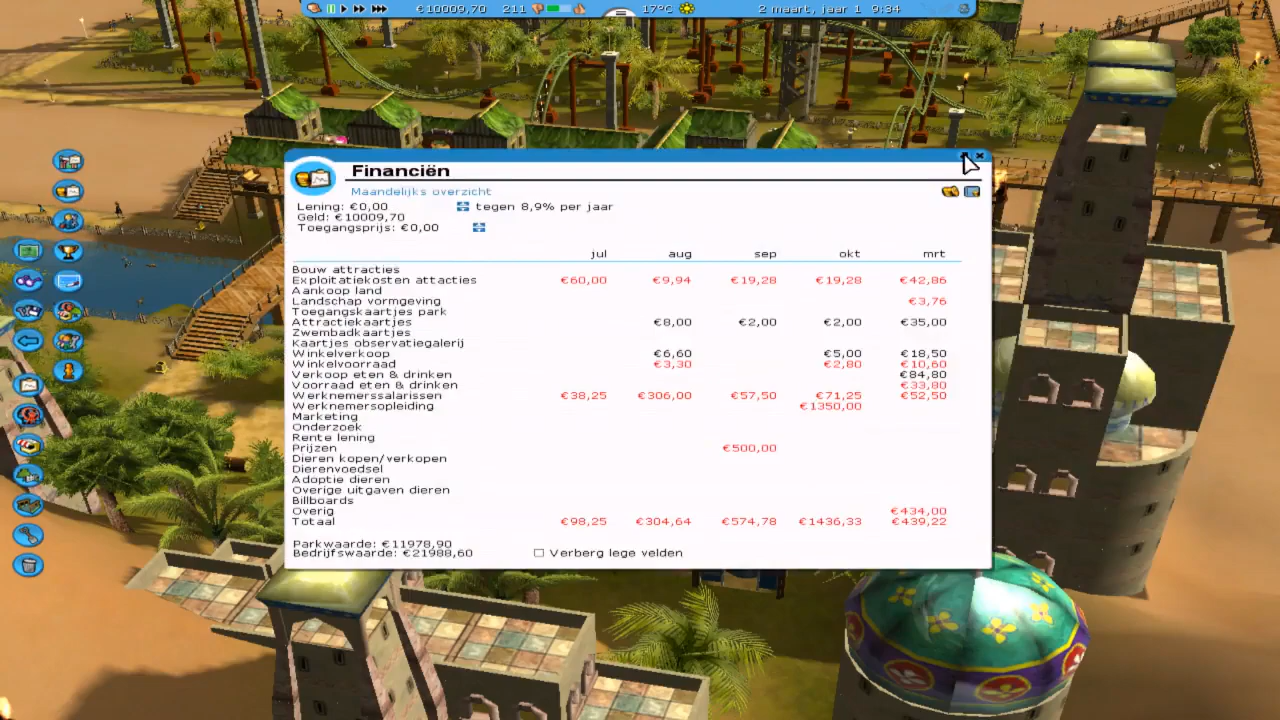 €10009,70 211 17°C 2 maart, jaar 1 9:34
Financiën
Maandelijks overzicht
Lening: €0,00 tegen 8,9% per jaar
Geld: €10009,70
Toegangsprijs: €0,00
jul aug sep okt mrt
Bouw attracties
Exploitatiekosten attacties €60,00 €9,94 €19,28 €19,28 €42,86
Aankoop land
Landschap vormgeving €3,76
Toegangskaartjes park
Attractiekaartjes €8,00 €2,00 €2,00 €35,00
Zwembadkaartjes
Kaartjes observatiegalerij
Winkelverkoop €6,60 €5,00 €18,50
Winkelvoorraad €3,30 €2,80 €10,60
Verkoop eten & drinken €84,80
Voorraad eten & drinken €33,80
Werknemerssalarissen €38,25 €306,00 €57,50 €71,25 €52,50
Werknemersopleiding €1350,00
Marketing
Onderzoek
Rente lening
Prijzen €500,00
Dieren kopen/verkopen
Dierenvoedsel
Adoptie dieren
Overige uitgaven dieren
Billboards
Overig €434,00
Totaal €98,25 €304,64 €574,78 €1436,33 €439,22
Parkwaarde: €11978,90
Bedrijfswaarde: €21988,60 Verberg lege velden